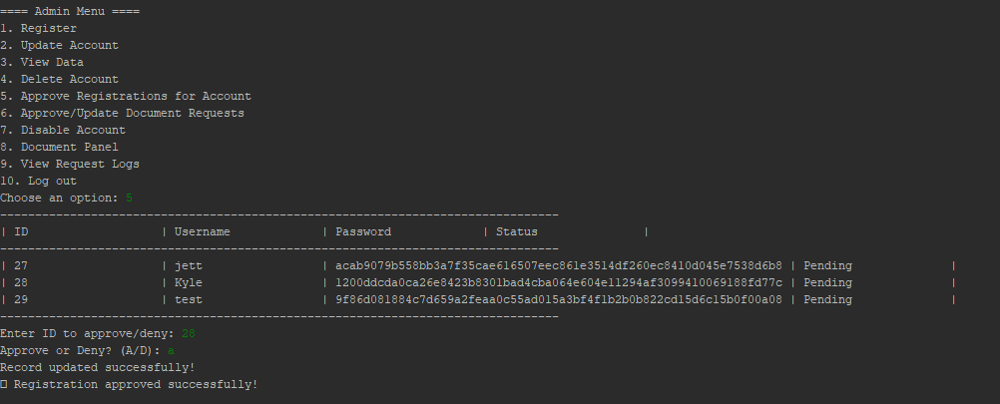 ==== Admin Menu ====
1. Register
2. Update Account
3. View Data
4. Delete Account
5. Approve Registrations for Account
6. Approve/Update Document Requests
7. Disable Account
8. Document Panel
9. View Request Logs
10. Log out
Choose an option: 5
--------------------------------------------------------------------------------
| ID | Username | Password | Status |
--------------------------------------------------------------------------------
| 27 | jett | acab9079b558bb3a7f35cae616507eec861e3514df260ec8410d045e7538d6b8 | Pending |
| 28 | Kyle | 1200ddcda0ca26e8423b8301bad4cba064e604e11294af3099410069188fd77c | Pending |
| 29 | test | 9f86d081884c7d659a2feaa0c55ad015a3bf4f1b2b0b822cd15d6c15b0f00a08 | Pending |
--------------------------------------------------------------------------------
Enter ID to approve/deny: 28
Approve or Deny? (A/D): a
Record updated successfully!
Registration approved successfully!